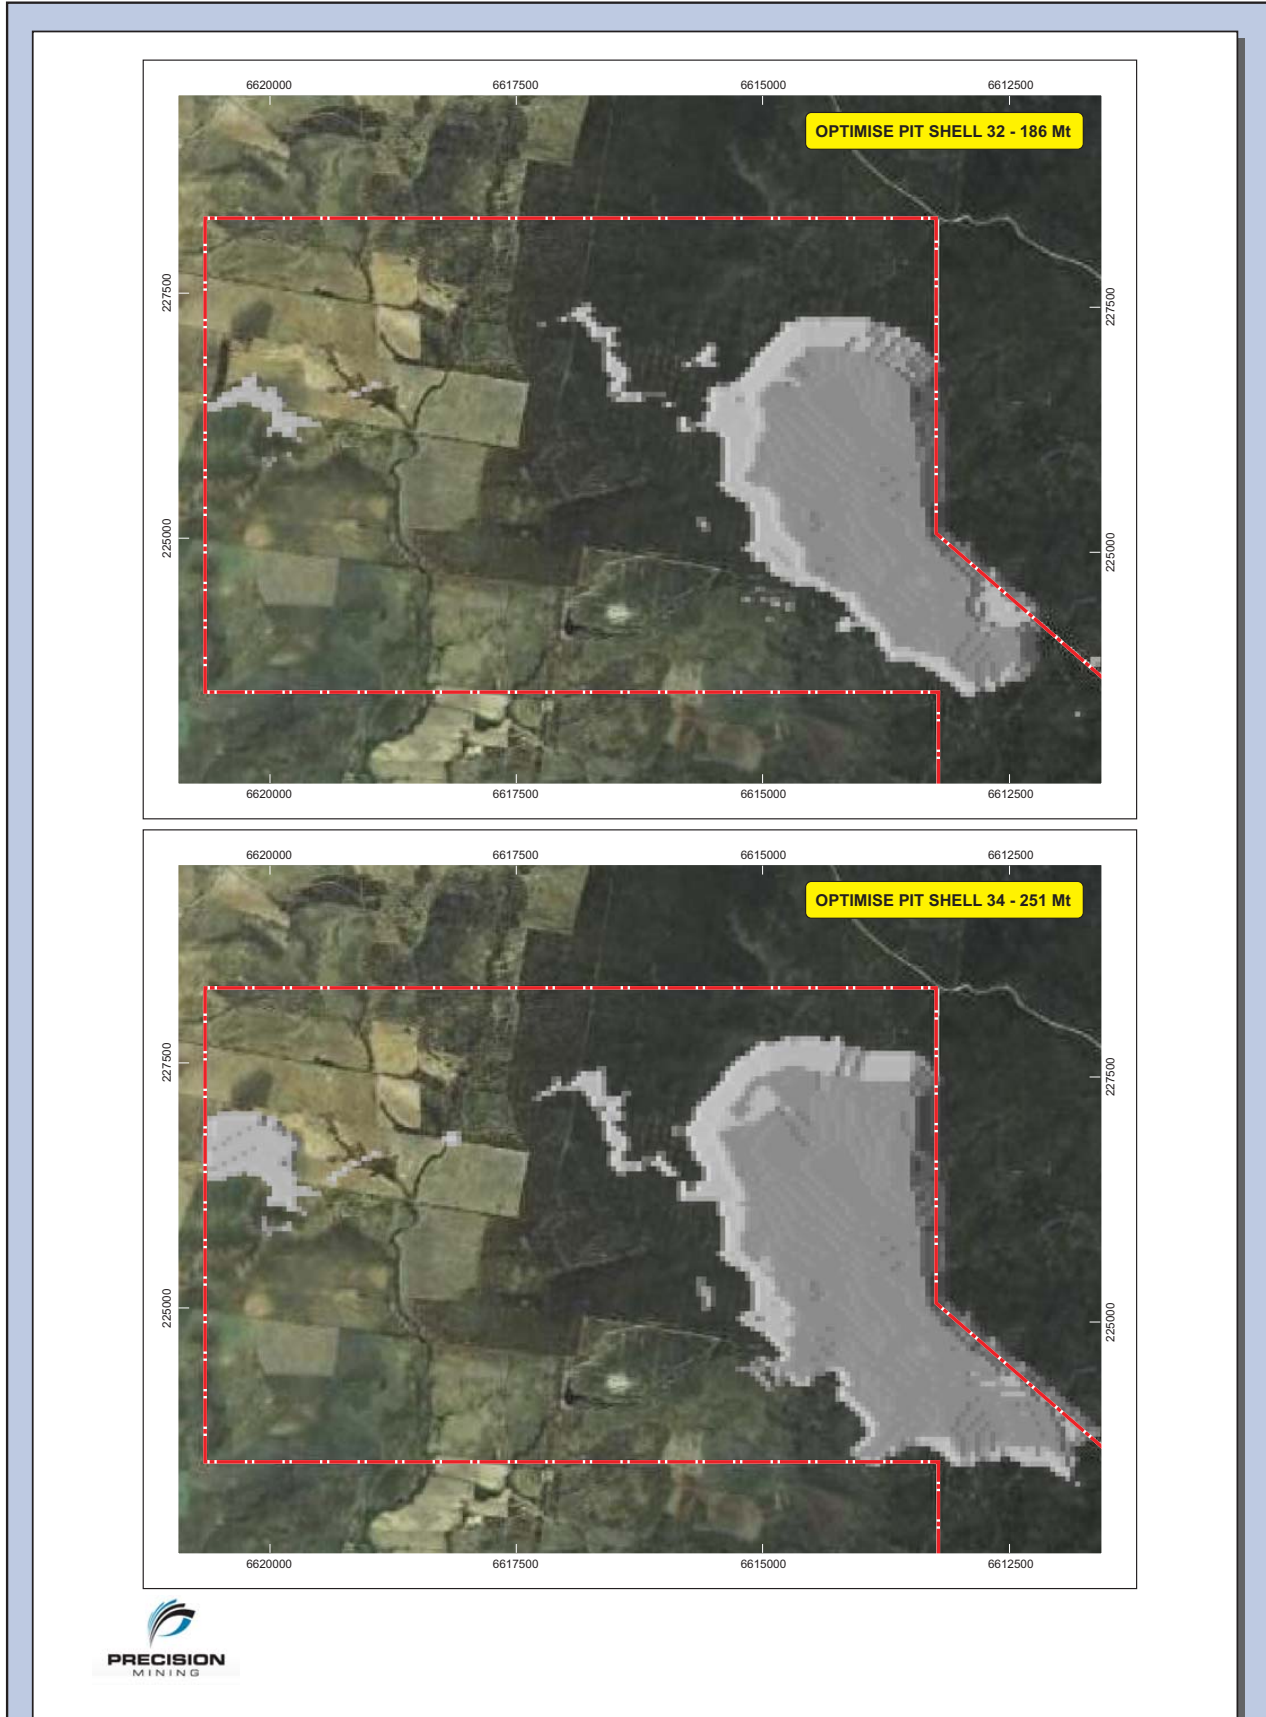 6620000 6617500 6615000 6612500
OPTIMISE PIT SHELL 32 - 186 Mt
227500 227500
225000 225000
6620000 6617500 6615000 6612500
6620000 6617500 6615000 6612500
OPTIMISE PIT SHELL 34 - 251 Mt
227500 227500
225000 225000
6620000 6617500 6615000 6612500
PRECISION
MINING